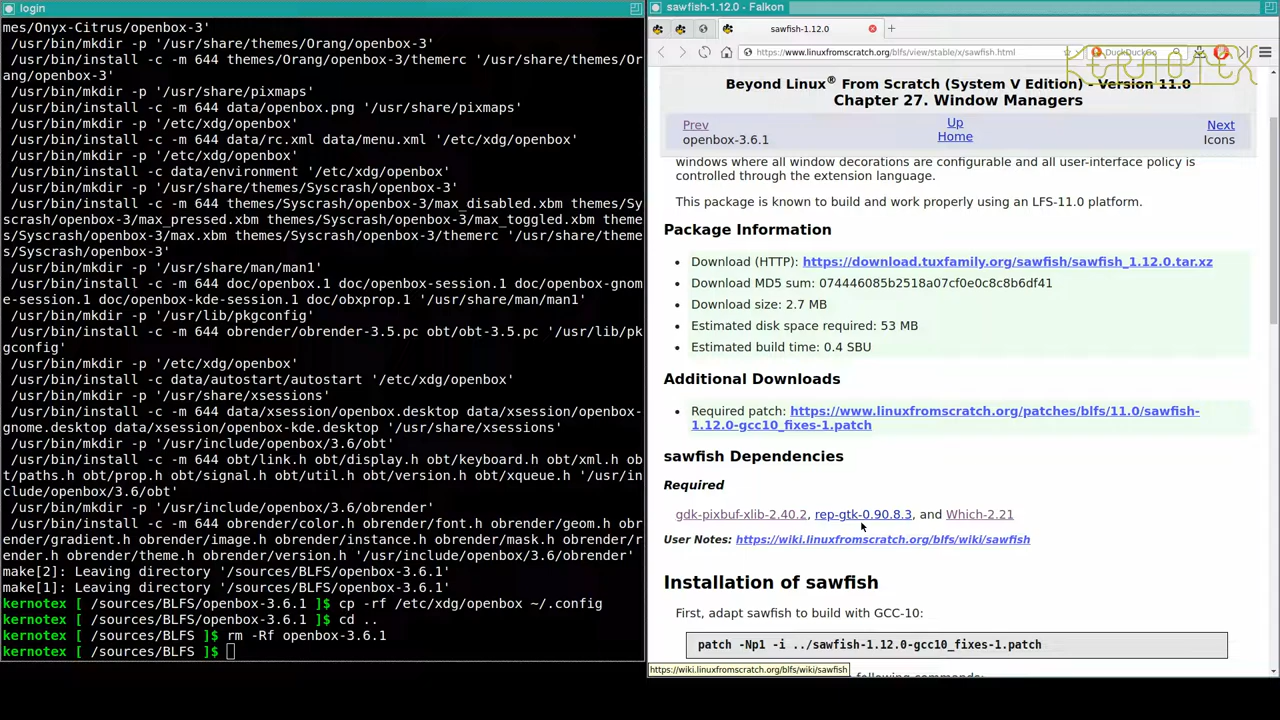 login
mes/Onyx-Citrus/openbox-3'
/usr/bin/mkdir -p '/usr/share/themes/Orang/openbox-3'
/usr/bin/install -c -m 644 themes/Orang/openbox-3/themerc '/usr/share/themes/Or
ang/openbox-3'
/usr/bin/mkdir -p '/usr/share/pixmaps'
/usr/bin/install -c -m 644 data/openbox.png '/usr/share/pixmaps'
/usr/bin/mkdir -p '/etc/xdg/openbox'
/usr/bin/install -c -m 644 data/rc.xml data/menu.xml '/etc/xdg/openbox'
/usr/bin/mkdir -p '/etc/xdg/openbox'
/usr/bin/install -c data/environment '/etc/xdg/openbox'
/usr/bin/mkdir -p '/usr/share/themes/Syscrash/openbox-3'
/usr/bin/install -c -m 644 themes/Syscrash/openbox-3/max_disabled.xbm themes/Sy
scrash/openbox-3/max_pressed.xbm themes/Syscrash/openbox-3/max_toggled.xbm theme
s/Syscrash/openbox-3/max.xbm themes/Syscrash/openbox-3/themerc '/usr/share/theme
s/Syscrash/openbox-3'
/usr/bin/mkdir -p '/usr/share/man/man1'
/usr/bin/install -c -m 644 doc/openbox.1 doc/openbox-session.1 doc/openbox-gnom
e-session.1 doc/openbox-kde-session.1 doc/obxprop.1 '/usr/share/man/man1'
/usr/bin/mkdir -p '/usr/lib/pkgconfig'
/usr/bin/install -c -m 644 obrender/obrender-3.5.pc obt/obt-3.5.pc '/usr/lib/pk
gconfig'
/usr/bin/mkdir -p '/etc/xdg/openbox'
/usr/bin/install -c data/autostart/autostart '/etc/xdg/openbox'
/usr/bin/mkdir -p '/usr/share/xsessions'
/usr/bin/install -c -m 644 data/xsession/openbox.desktop data/xsession/openbox-
gnome.desktop data/xsession/openbox-kde.desktop '/usr/share/xsessions'
/usr/bin/mkdir -p '/usr/include/openbox/3.6/obt'
/usr/bin/install -c -m 644 obt/link.h obt/display.h obt/keyboard.h obt/xml.h ob
t/paths.h obt/prop.h obt/signal.h obt/util.h obt/version.h obt/xqueue.h '/usr/in
clude/openbox/3.6/obt'
/usr/bin/mkdir -p '/usr/include/openbox/3.6/obrender'
/usr/bin/install -c -m 644 obrender/color.h obrender/font.h obrender/geom.h obr
ender/gradient.h obrender/image.h obrender/instance.h obrender/mask.h obrender/r
ender.h obrender/theme.h obrender/version.h '/usr/include/openbox/3.6/obrender'
make[2]: Leaving directory '/sources/BLFS/openbox-3.6.1'
make[1]: Leaving directory '/sources/BLFS/openbox-3.6.1'
kernotex [ /sources/BLFS/openbox-3.6.1 ]$ cp -rf /etc/xdg/openbox ~/.config
kernotex [ /sources/BLFS/openbox-3.6.1 ]$ cd ..
kernotex [ /sources/BLFS ]$ rm -Rf openbox-3.6.1
kernotex [ /sources/BLFS ]$
sawfish-1.12.0 - Falkon
sawfish-1.12.0
https://www.linuxfromscratch.org/blfs/view/stable/x/sawfish.html
DuckDuckGo
KERNOTEX
Beyond Linux® From Scratch (System V Edition) - Version 11.0
Chapter 27. Window Managers
Prev Up Next
openbox-3.6.1 Home Icons
windows where all window decorations are configurable and all user-interface policy is
controlled through the extension language.
This package is known to build and work properly using an LFS-11.0 platform.
Package Information
• Download (HTTP): https://download.tuxfamily.org/sawfish/sawfish_1.12.0.tar.xz
• Download MD5 sum: 074446085b2518a07cf0e0c8c8b6df41
• Download size: 2.7 MB
• Estimated disk space required: 53 MB
• Estimated build time: 0.4 SBU
Additional Downloads
• Required patch: https://www.linuxfromscratch.org/patches/blfs/11.0/sawfish-
1.12.0-gcc10_fixes-1.patch
sawfish Dependencies
Required
gdk-pixbuf-xlib-2.40.2, rep-gtk-0.90.8.3, and Which-2.21
User Notes: https://wiki.linuxfromscratch.org/blfs/wiki/sawfish
Installation of sawfish
First, adapt sawfish to build with GCC-10:
patch -Np1 -i ../sawfish-1.12.0-gcc10_fixes-1.patch
https://wiki.linuxfromscratch.org/blfs/wiki/sawfish
following commands: